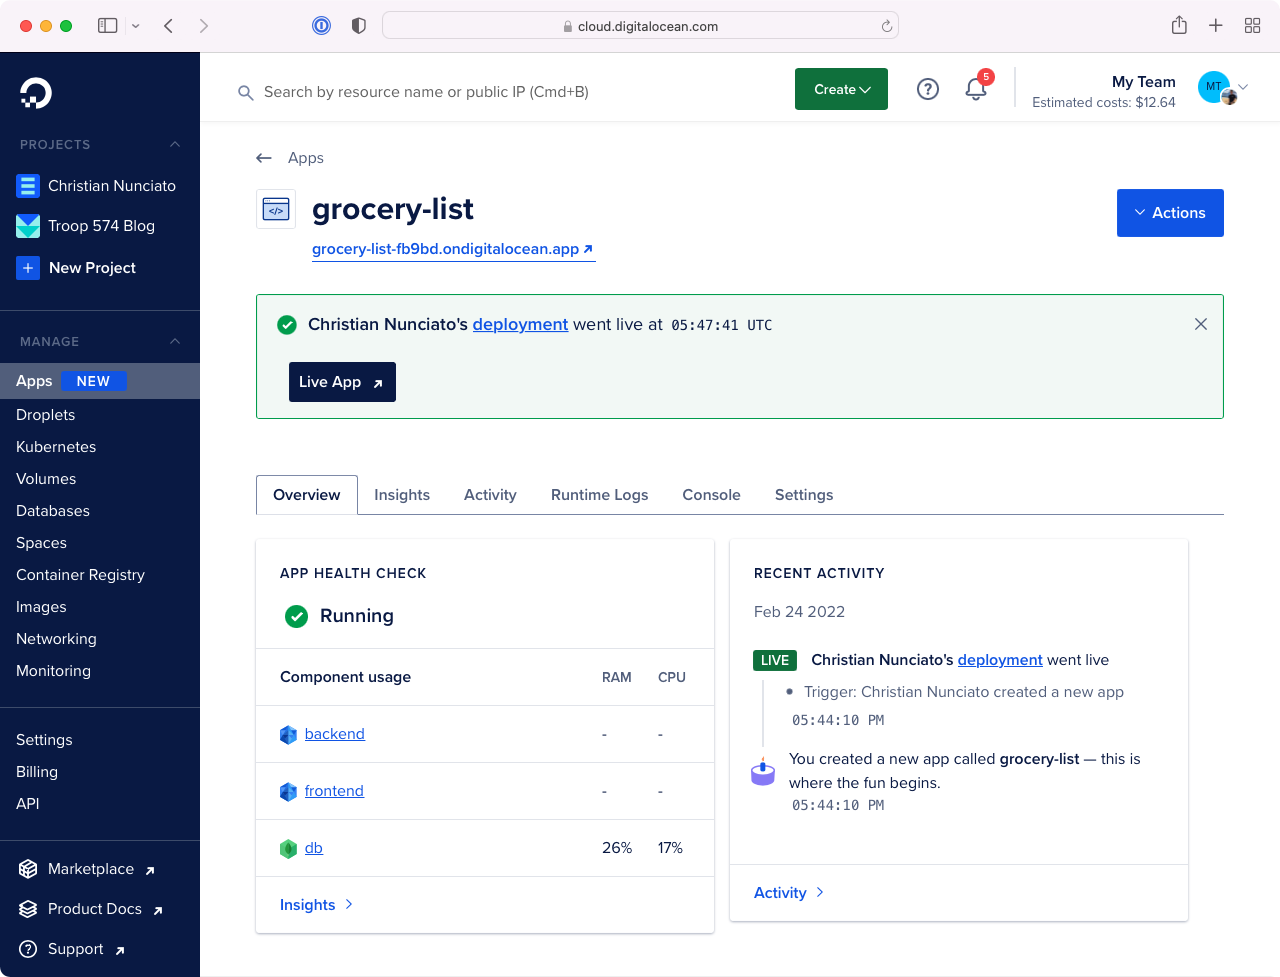 cloud.digitalocean.com
PROJECTS
Christian Nunciato
Troop 574 Blog
New Project
MANAGE
Apps NEW
Droplets
Kubernetes
Volumes
Databases
Spaces
Container Registry
Images
Networking
Monitoring
Settings
Billing
API
Marketplace
Product Docs
Support
Search by resource name or public IP (Cmd+B)
Create
5
My Team
Estimated costs: $12.64
MT
Apps
grocery-list
grocery-list-fb9bd.ondigitalocean.app
Actions
Christian Nunciato's deployment went live at 05:47:41 UTC
Live App
Overview Insights Activity Runtime Logs Console Settings
APP HEALTH CHECK
Running
Component usage RAM CPU
backend - -
frontend - -
db 26% 17%
Insights
RECENT ACTIVITY
Feb 24 2022
LIVE Christian Nunciato's deployment went live
• Trigger: Christian Nunciato created a new app
05:44:10 PM
You created a new app called grocery-list — this is
where the fun begins.
05:44:10 PM
Activity